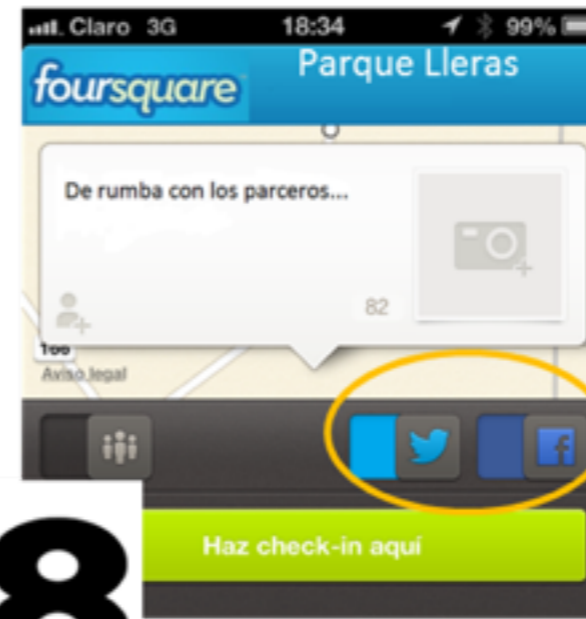 Claro 3G 18:34 99%
foursquare Parque Lleras
De rumba con los parceros...
82
166
Aviso legal
Haz check-in aquí
8